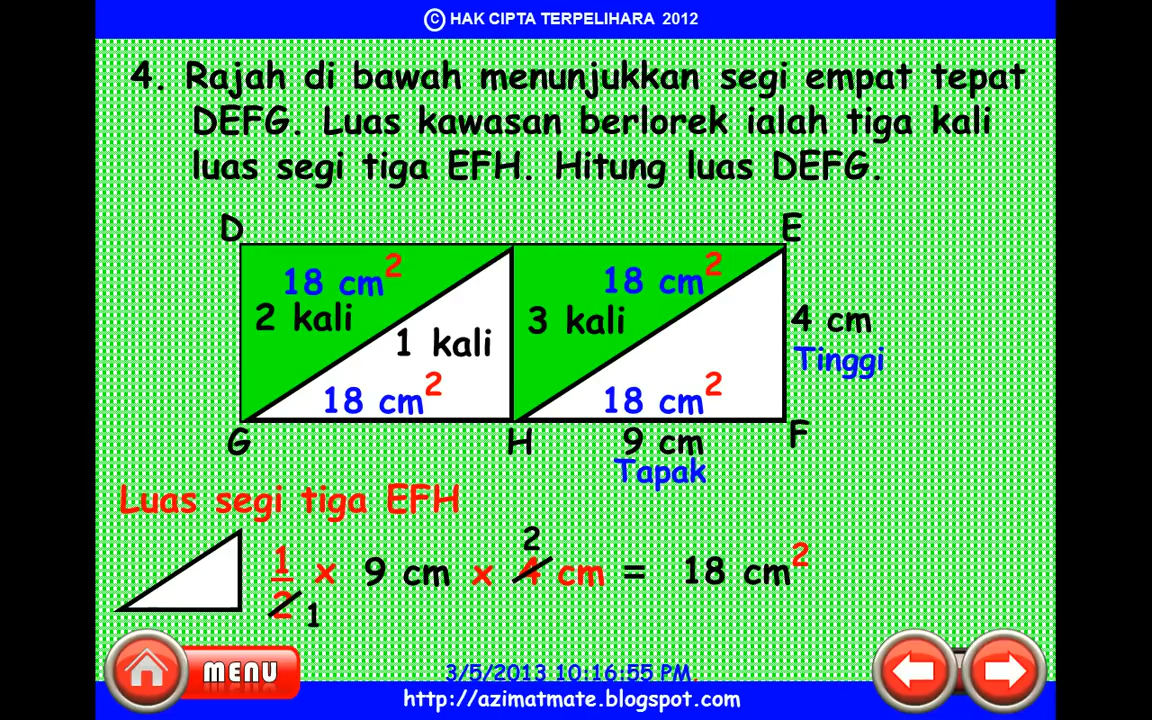 © HAK CIPTA TERPELIHARA 2012
4. Rajah di bawah menunjukkan segi empat tepat
DEFG. Luas kawasan berlorek ialah tiga kali
luas segi tiga EFH. Hitung luas DEFG.
D E
18 cm² 18 cm²
2 kali 3 kali 4 cm
1 kali Tinggi
18 cm² 18 cm²
G H 9 cm F
Tapak
Luas segi tiga EFH
2
1/2 x 9 cm x 4 cm = 18 cm²
1
MENU
3/5/2013 10:16:55 PM.
http://azimatmate.blogspot.com